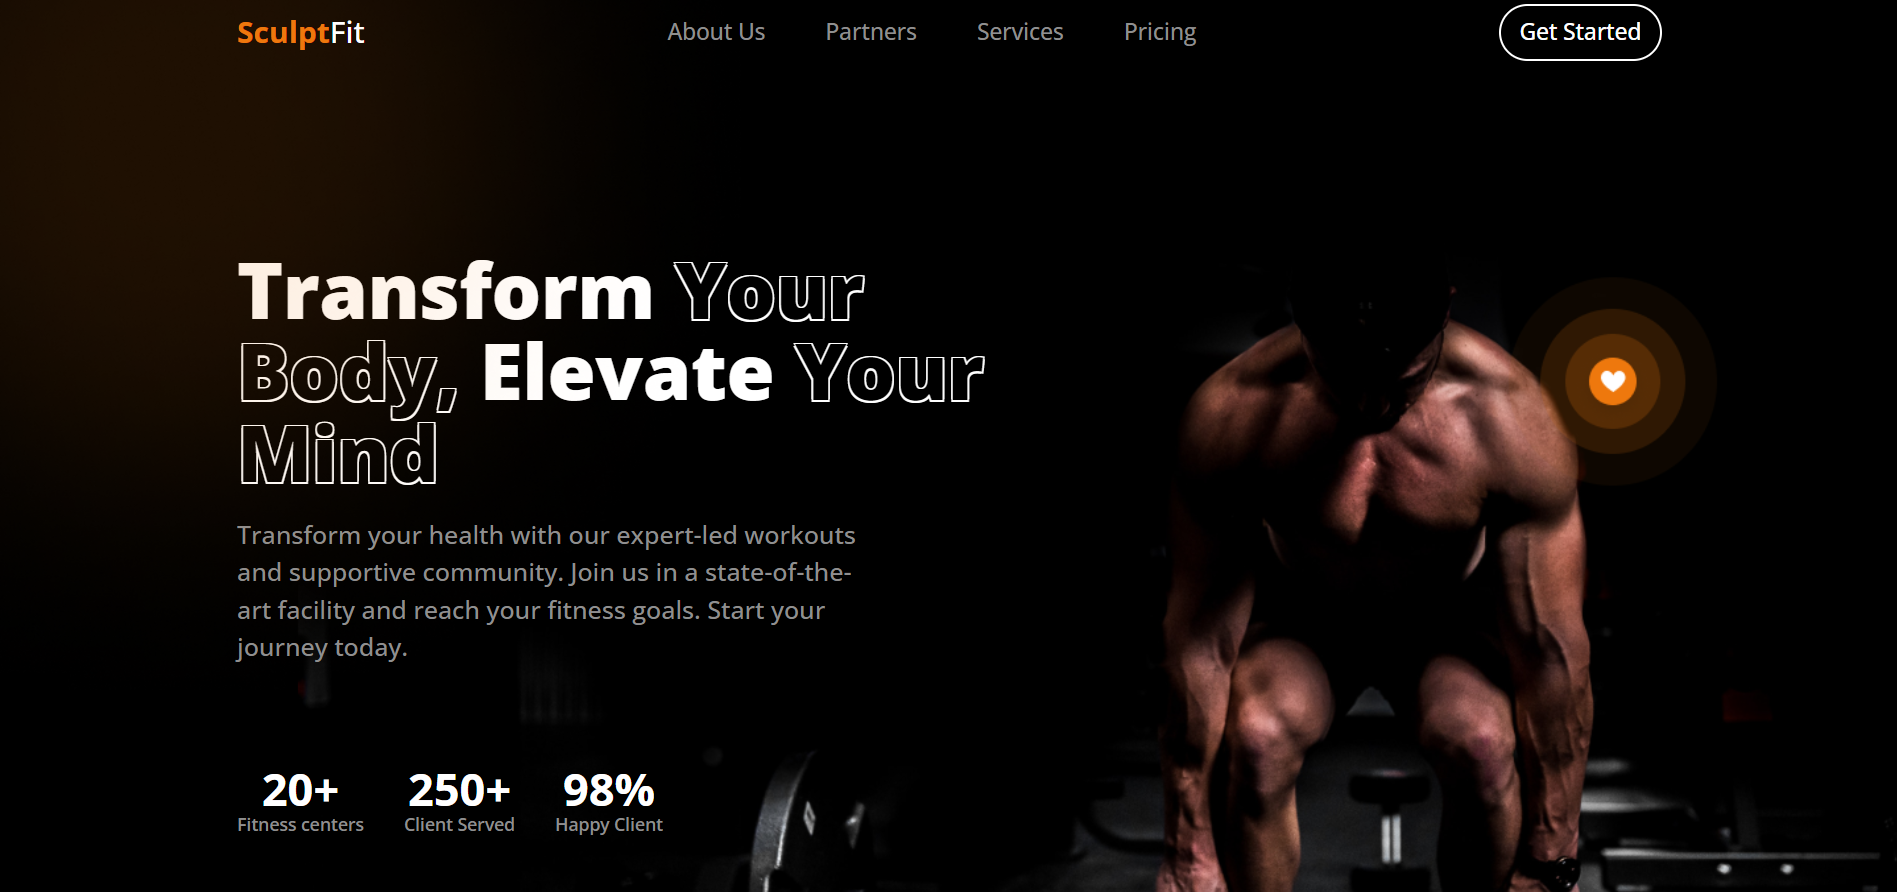 SculptFit
About Us
Partners
Services
Pricing
Get Started
Transform Your
Body, Elevate Your
Mind
Transform your health with our expert-led workouts
and supportive community. Join us in a state-of-the-
art facility and reach your fitness goals. Start your
journey today.
20+
Fitness centers
250+
Client Served
98%
Happy Client